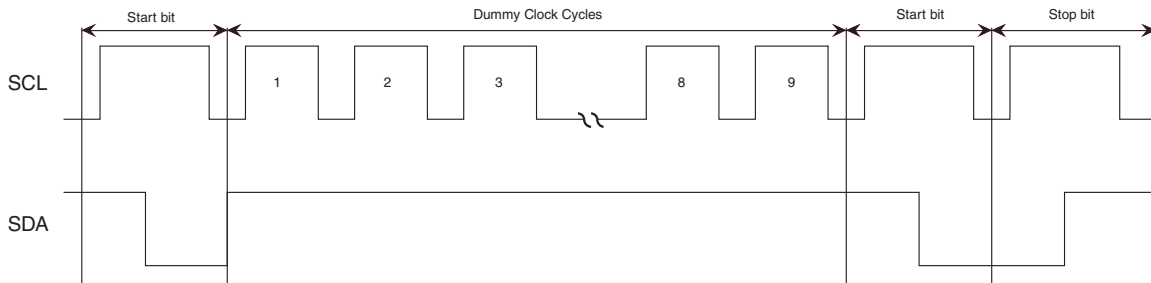 Start bit
Dummy Clock Cycles
Start bit
Stop bit
SCL
1
2
3
8
9
SDA